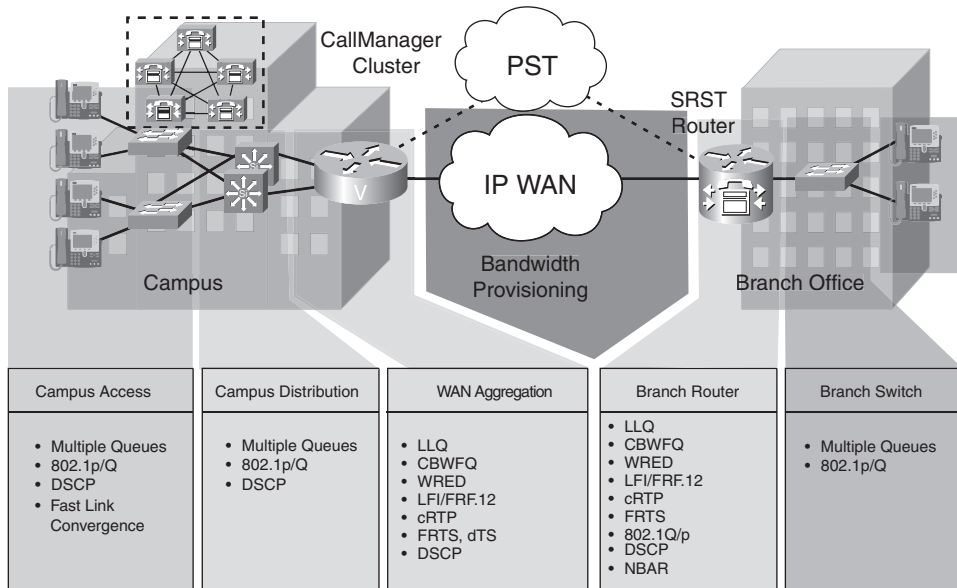 CallManager
Cluster
PST
SRST
Router
Si
Si
V
IP WAN
Campus
Bandwidth
Provisioning
Branch Office
Campus Access
• Multiple Queues
• 802.1p/Q
• DSCP
• Fast Link
Convergence
Campus Distribution
• Multiple Queues
• 802.1p/Q
• DSCP
WAN Aggregation
• LLQ
• CBWFQ
• WRED
• LFI/FRF.12
• cRTP
• FRTS, dTS
• DSCP
Branch Router
• LLQ
• CBWFQ
• WRED
• LFI/FRF.12
• cRTP
• FRTS
• 802.1Q/p
• DSCP
• NBAR
Branch Switch
• Multiple Queues
• 802.1p/Q